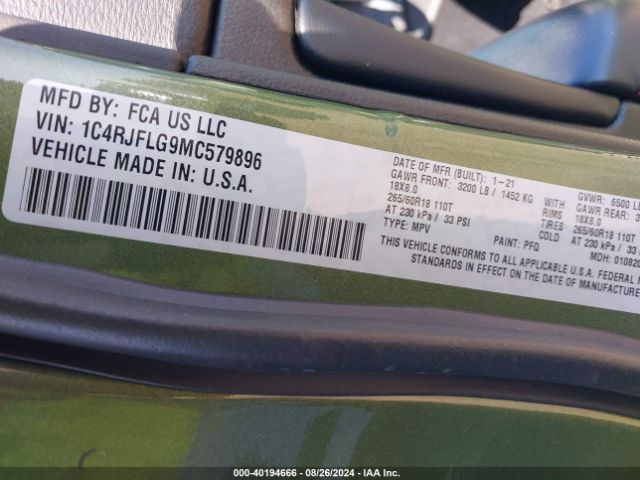 MFD BY: FCA US LLC
VIN: 1C4RJFLG9MC579896
VEHICLE MADE IN: U.S.A.
DATE OF MFR (BUILT): 1-21 GVWR: 6500 LB
GAWR FRONT: 3200 LB / 1452 KG WITH GAWR REAR:
18X8.0 RIMS 18X8.0
265/60R18 110T TIRES 265/60R18 110T
AT 230 kPa / 33 PSI COLD AT 230 kPa / 33
TYPE: MPV PAINT: PFQ MDH: 010820
THIS VEHICLE CONFORMS TO ALL APPLICABLE U.S.A. FEDERAL
STANDARDS IN EFFECT ON THE DATE OF MANUFACTURE
000-40194666 - 08/26/2024 - IAA Inc.